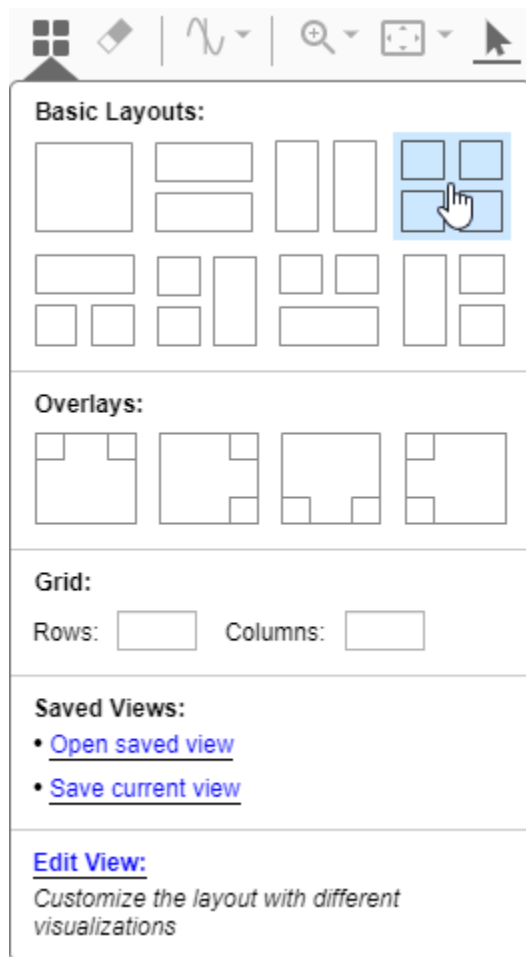 Basic Layouts:
Overlays:
Grid:
Rows: Columns:
Saved Views:
• Open saved view
• Save current view
Edit View:
Customize the layout with different
visualizations